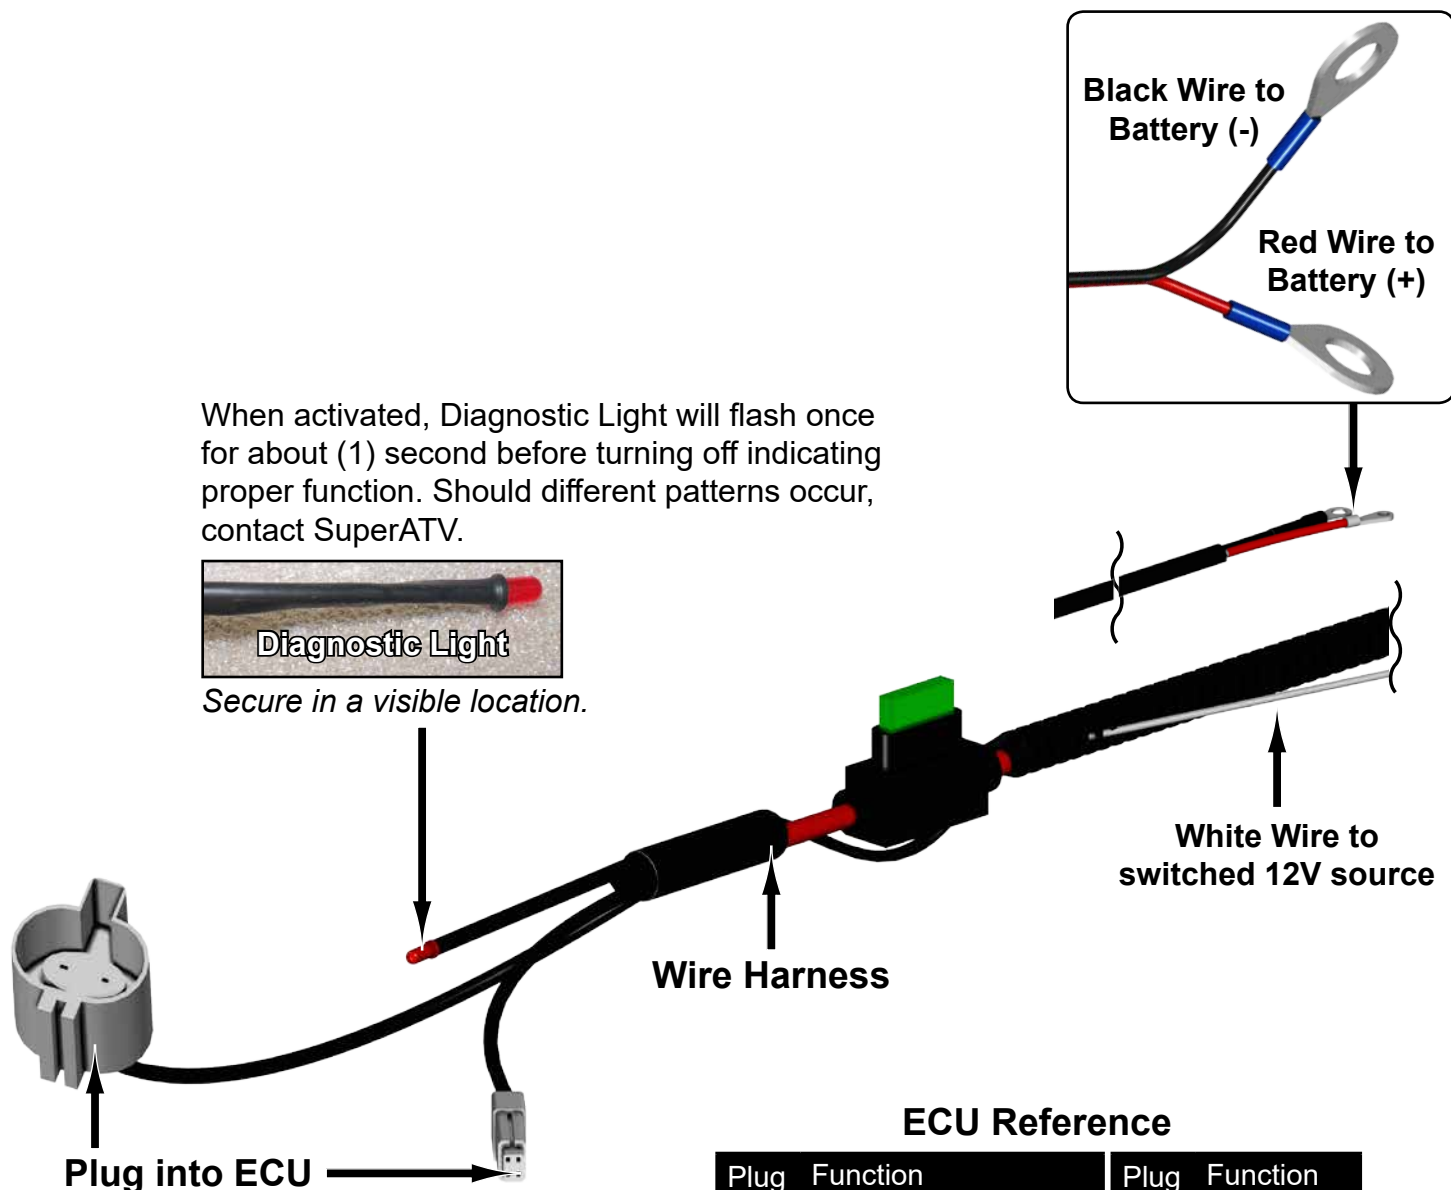 Black Wire to
Battery (-)
Red Wire to
Battery (+)
When activated, Diagnostic Light will flash once
for about (1) second before turning off indicating
proper function. Should different patterns occur,
contact SuperATV.
Diagnostic Light
Secure in a visible location.
White Wire to
switched 12V source
Wire Harness
Plug into ECU
ECU Reference
Plug Function Plug Function